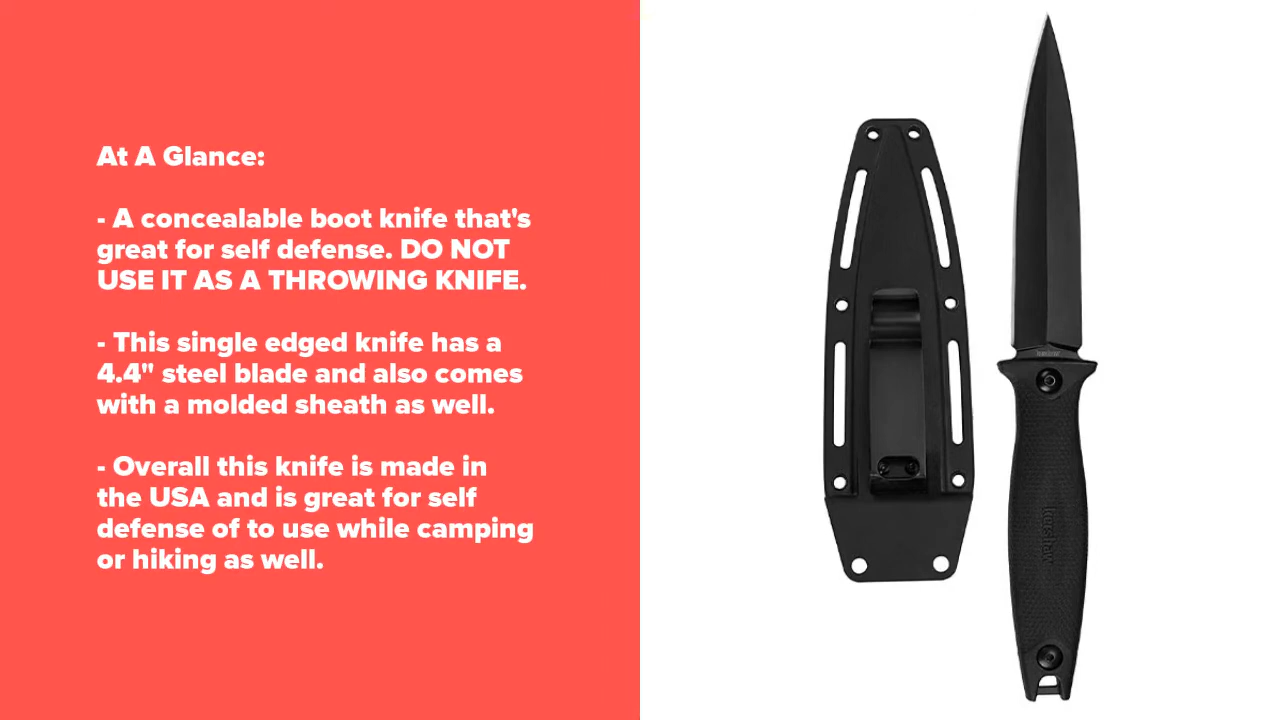 At A Glance:
- A concealable boot knife that's
great for self defense. DO NOT
USE IT AS A THROWING KNIFE.
- This single edged knife has a
4.4" steel blade and also comes
with a molded sheath as well.
- Overall this knife is made in
the USA and is great for self
defense of to use while camping
or hiking as well.
kershaw